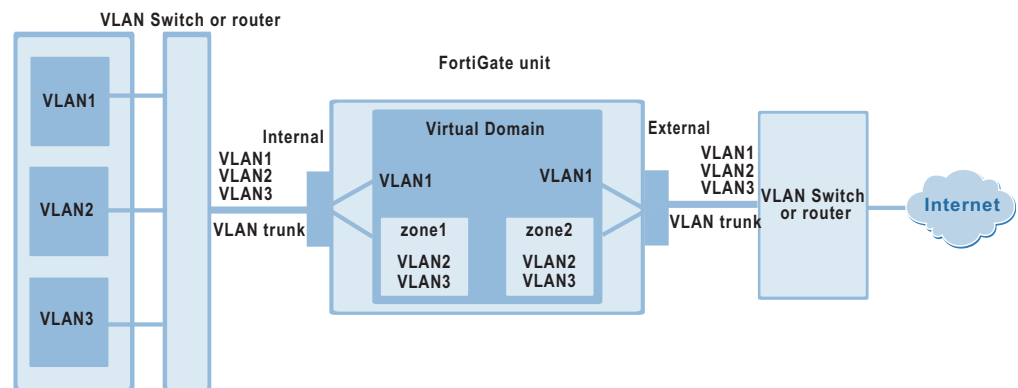 VLAN Switch or router
FortiGate unit
VLAN1
VLAN2
VLAN3
Internal
VLAN1
VLAN2
VLAN3
VLAN trunk
Virtual Domain
VLAN1
VLAN1
zone1
VLAN2
VLAN3
zone2
VLAN2
VLAN3
External
VLAN1
VLAN2
VLAN3
VLAN trunk
VLAN Switch
or router
Internet